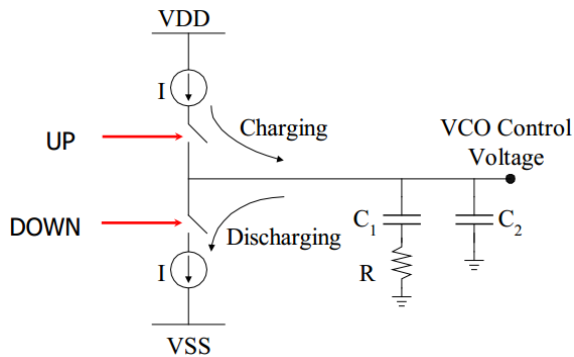 VDD
I
Charging
UP
VCO Control
Voltage
DOWN
Discharging
C1
C2
I
R
VSS